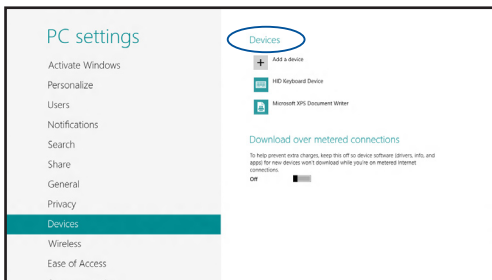 PC settings
Activate Windows
Personalize
Users
Notifications
Search
Share
General
Privacy
Devices
Wireless
Ease of Access
Devices
Add a device
HID Keyboard Device
Microsoft XPS Document Writer
Download over metered connections
To help prevent extra charges, keep this off so device software (drivers, info, and
apps) for new devices won't download while you're on metered Internet
connections.
Off